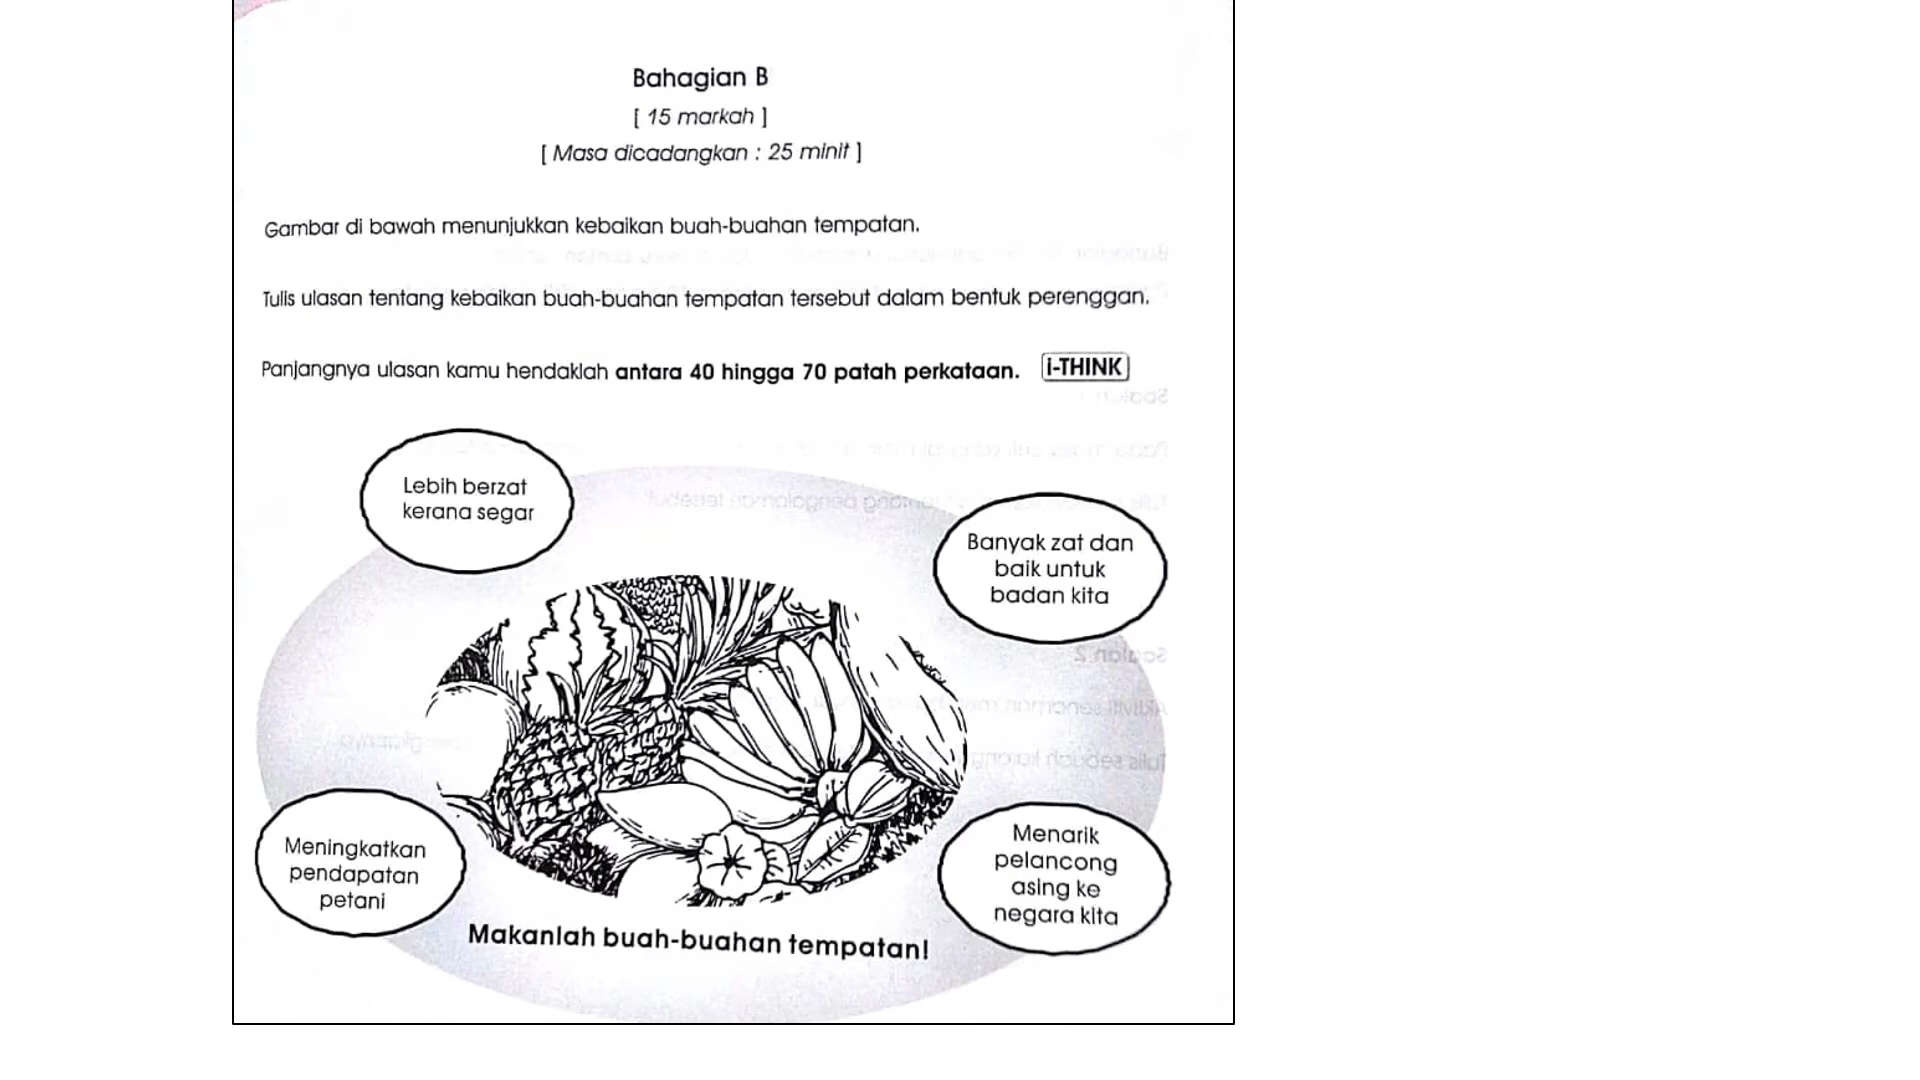 Bahagian B
[ 15 markah ]
[ Masa dicadangkan : 25 minit ]
Gambar di bawah menunjukkan kebaikan buah-buahan tempatan.
Tulis ulasan tentang kebaikan buah-buahan tempatan tersebut dalam bentuk perenggan.
Panjangnya ulasan kamu hendaklah antara 40 hingga 70 patah perkataan. i-THINK
Lebih berzat
kerana segar
Banyak zat dan
baik untuk
badan kita
Meningkatkan
pendapatan
petani
Menarik
pelancong
asing ke
negara kita
Makanlah buah-buahan tempatan!